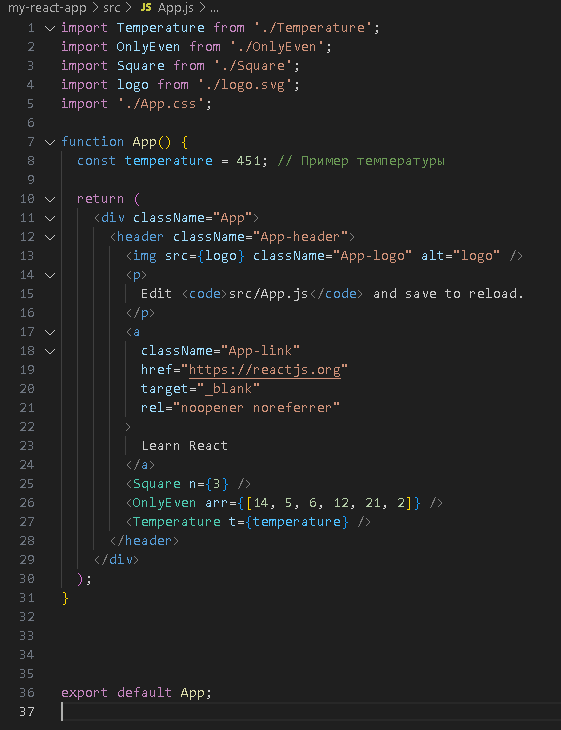 my-react-app > src > JS App.js > ...
1 import Temperature from './Temperature';
2 import OnlyEven from './OnlyEven';
3 import Square from './Square';
4 import logo from './logo.svg';
5 import './App.css';
6
7 function App() {
8 const temperature = 451; // Пример температуры
9
10 return (
11 <div className="App">
12 <header className="App-header">
13 <img src={logo} className="App-logo" alt="logo" />
14 <p>
15 Edit <code>src/App.js</code> and save to reload.
16 </p>
17 <a
18 className="App-link"
19 href="https://reactjs.org"
20 target="_blank"
21 rel="noopener noreferrer"
22 >
23 Learn React
24 </a>
25 <Square n={3} />
26 <OnlyEven arr={[14, 5, 6, 12, 21, 2]} />
27 <Temperature t={temperature} />
28 </header>
29 </div>
30 );
31 }
32
33
34
35
36 export default App;
37